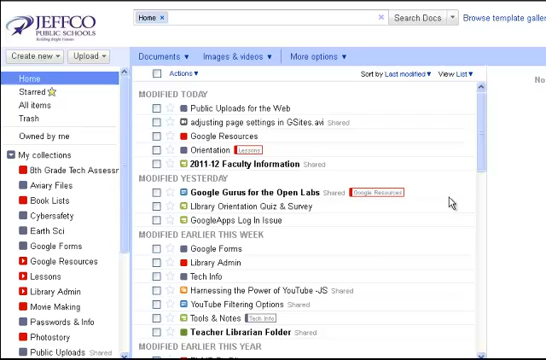 JEFFCO
PUBLIC SCHOOLS
Building Bright Futures
Home ×
×
Search Docs
Browse template galler
Create new
Upload
Documents
Images & videos
More options
Home
Starred
All items
Trash
Owned by me
My collections
8th Grade Tech Assessr
Aviary Files
Book Lists
Cybersafety
Earth Sci
Google Forms
Google Resources
Lessons
Library Admin
Movie Making
Passwords & Info
Photostory
Public Uploads Shared
Actions
Sort by Last modified
View List
No
MODIFIED TODAY
Public Uploads for the Web
adjusting page settings in GSites.avi Shared
Google Resources
Orientation Lessons
2011-12 Faculty Information Shared
MODIFIED YESTERDAY
Google Gurus for the Open Labs Shared Google Resources
LIbrary Orientation Quiz & Survey
GoogleApps Log In Issue
MODIFIED EARLIER THIS WEEK
Google Forms
Library Admin
Tech Info
Harnessing the Power of YouTube -JS Shared
YouTube Filtering Options Shared
Tools & Notes Tech Info
Teacher Librarian Folder Shared
MODIFIED EARLIER THIS YEAR